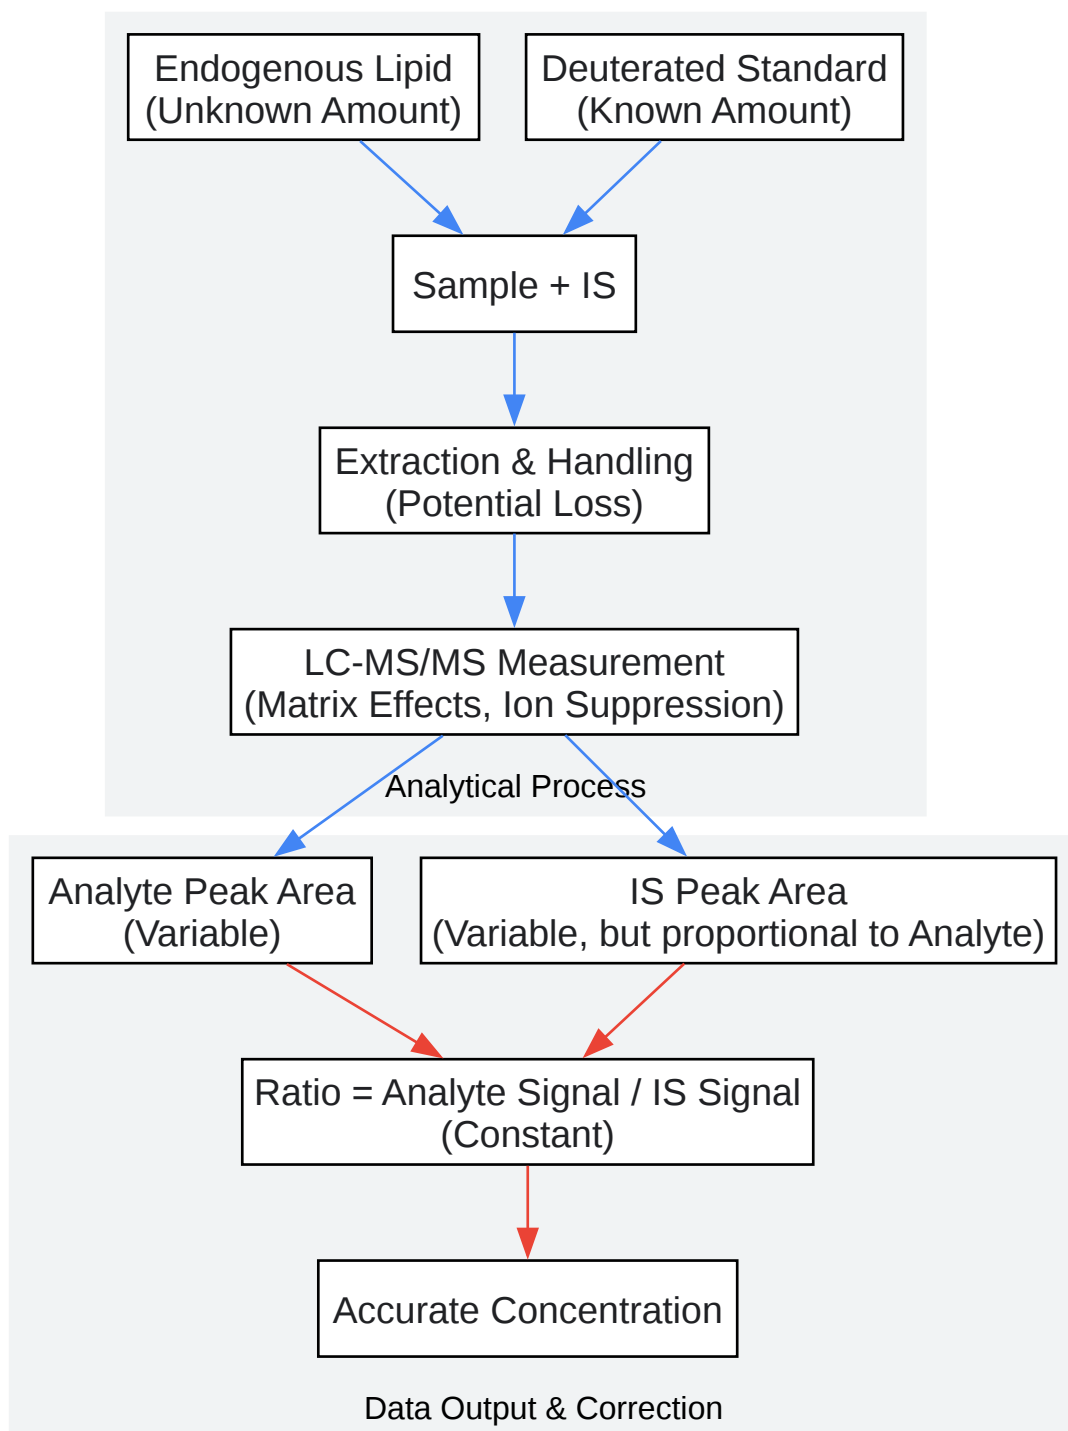 Endogenous Lipid
(Unknown Amount)
Deuterated Standard
(Known Amount)
Sample + IS
Extraction & Handling
(Potential Loss)
LC-MS/MS Measurement
(Matrix Effects, Ion Suppression)
Analytical Process
Analyte Peak Area
(Variable)
IS Peak Area
(Variable, but proportional to Analyte)
Ratio = Analyte Signal / IS Signal
(Constant)
Accurate Concentration
Data Output & Correction